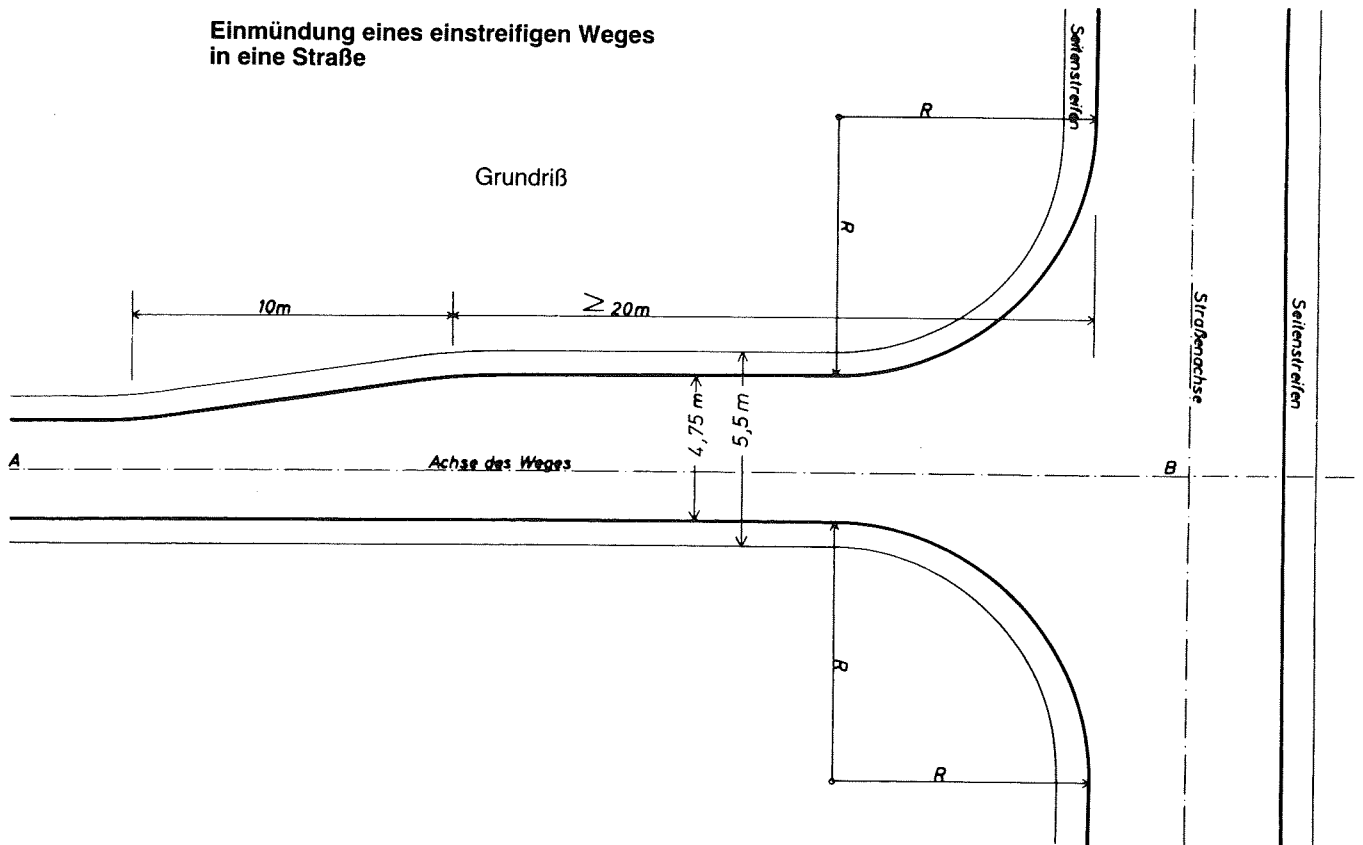 Einmündung eines einstreifigen Weges
in eine Straße
Seitenstreifen
R
Grundriß
R
10m
≥ 20m
Straßenachse
Seitenstreifen
4,75 m
5,5 m
A
Achse des Weges
B
R
R